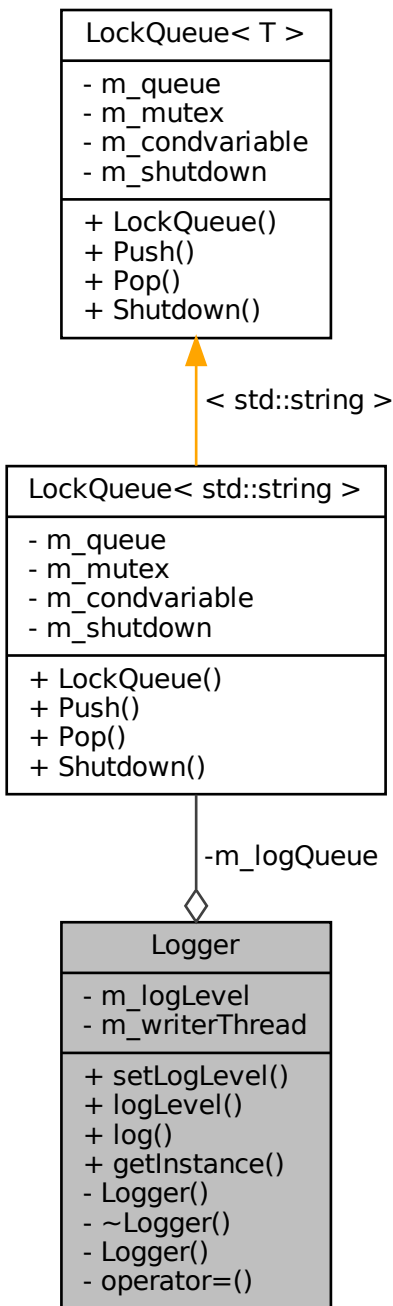 LockQueue< T >
- m_queue
- m_mutex
- m_condvariable
- m_shutdown
+ LockQueue()
+ Push()
+ Pop()
+ Shutdown()
< std::string >
LockQueue< std::string >
- m_queue
- m_mutex
- m_condvariable
- m_shutdown
+ LockQueue()
+ Push()
+ Pop()
+ Shutdown()
-m_logQueue
Logger
- m_logLevel
- m_writerThread
+ setLogLevel()
+ logLevel()
+ log()
+ getInstance()
- Logger()
- ~Logger()
- Logger()
- operator=()